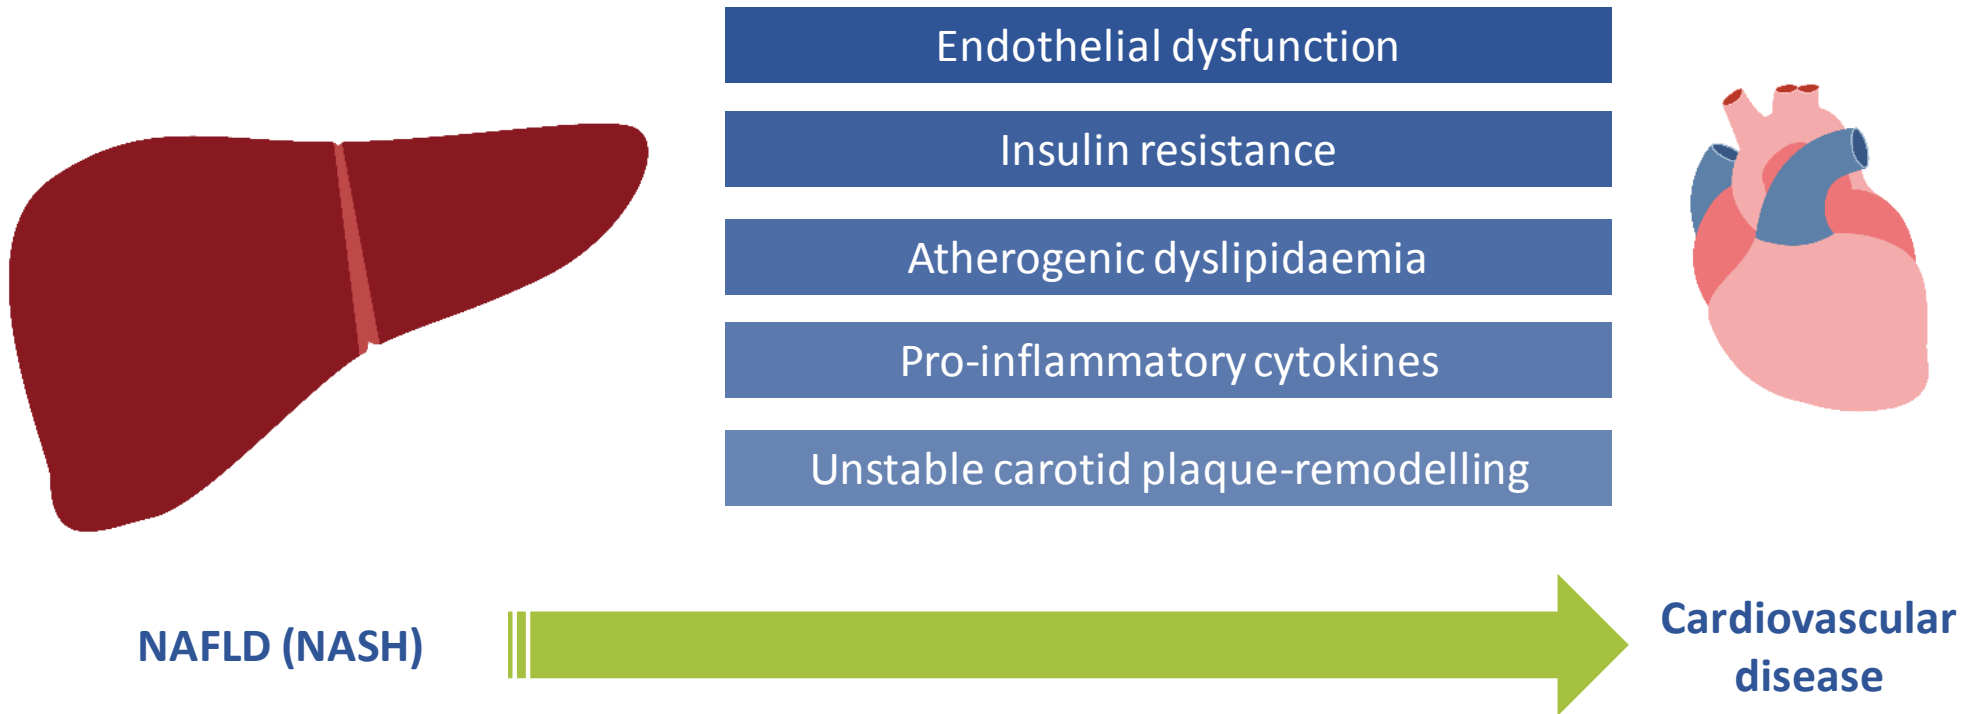 Endothelial dysfunction
Insulin resistance
Atherogenic dyslipidaemia
Pro-inflammatory cytokines
Unstable carotid plaque-remodelling
NAFLD (NASH)
Cardiovascular
disease